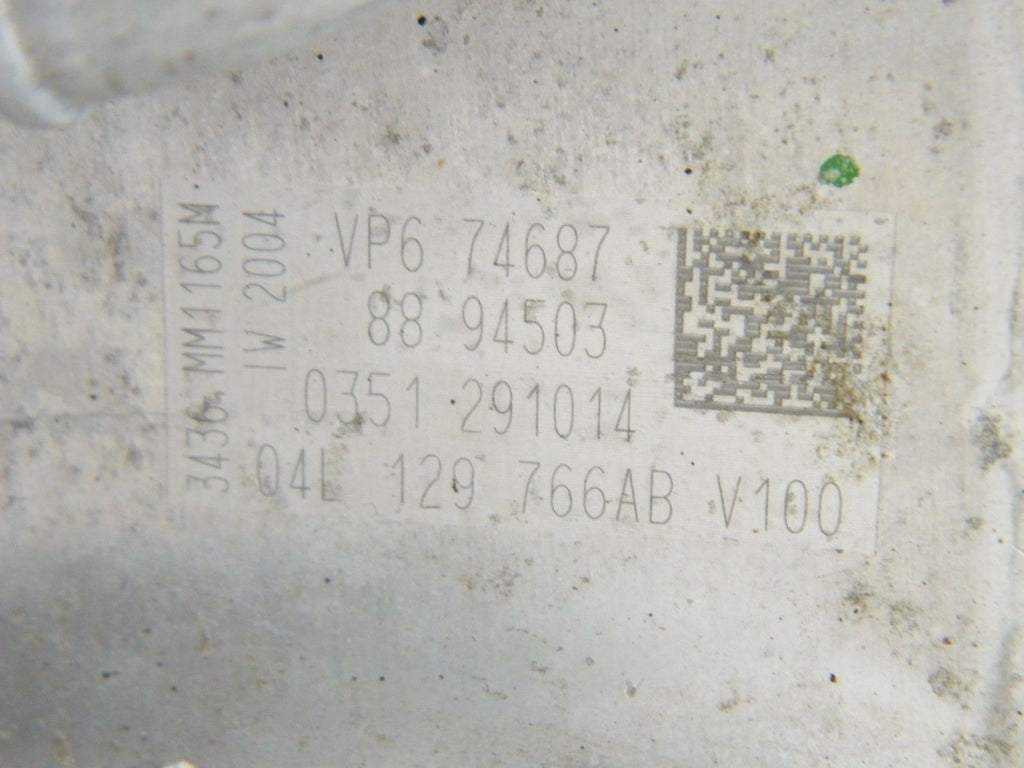 VP6 74687
88 94503
0351 291014
04L 129 766AB V100
3436 MM1165M
IW 2004